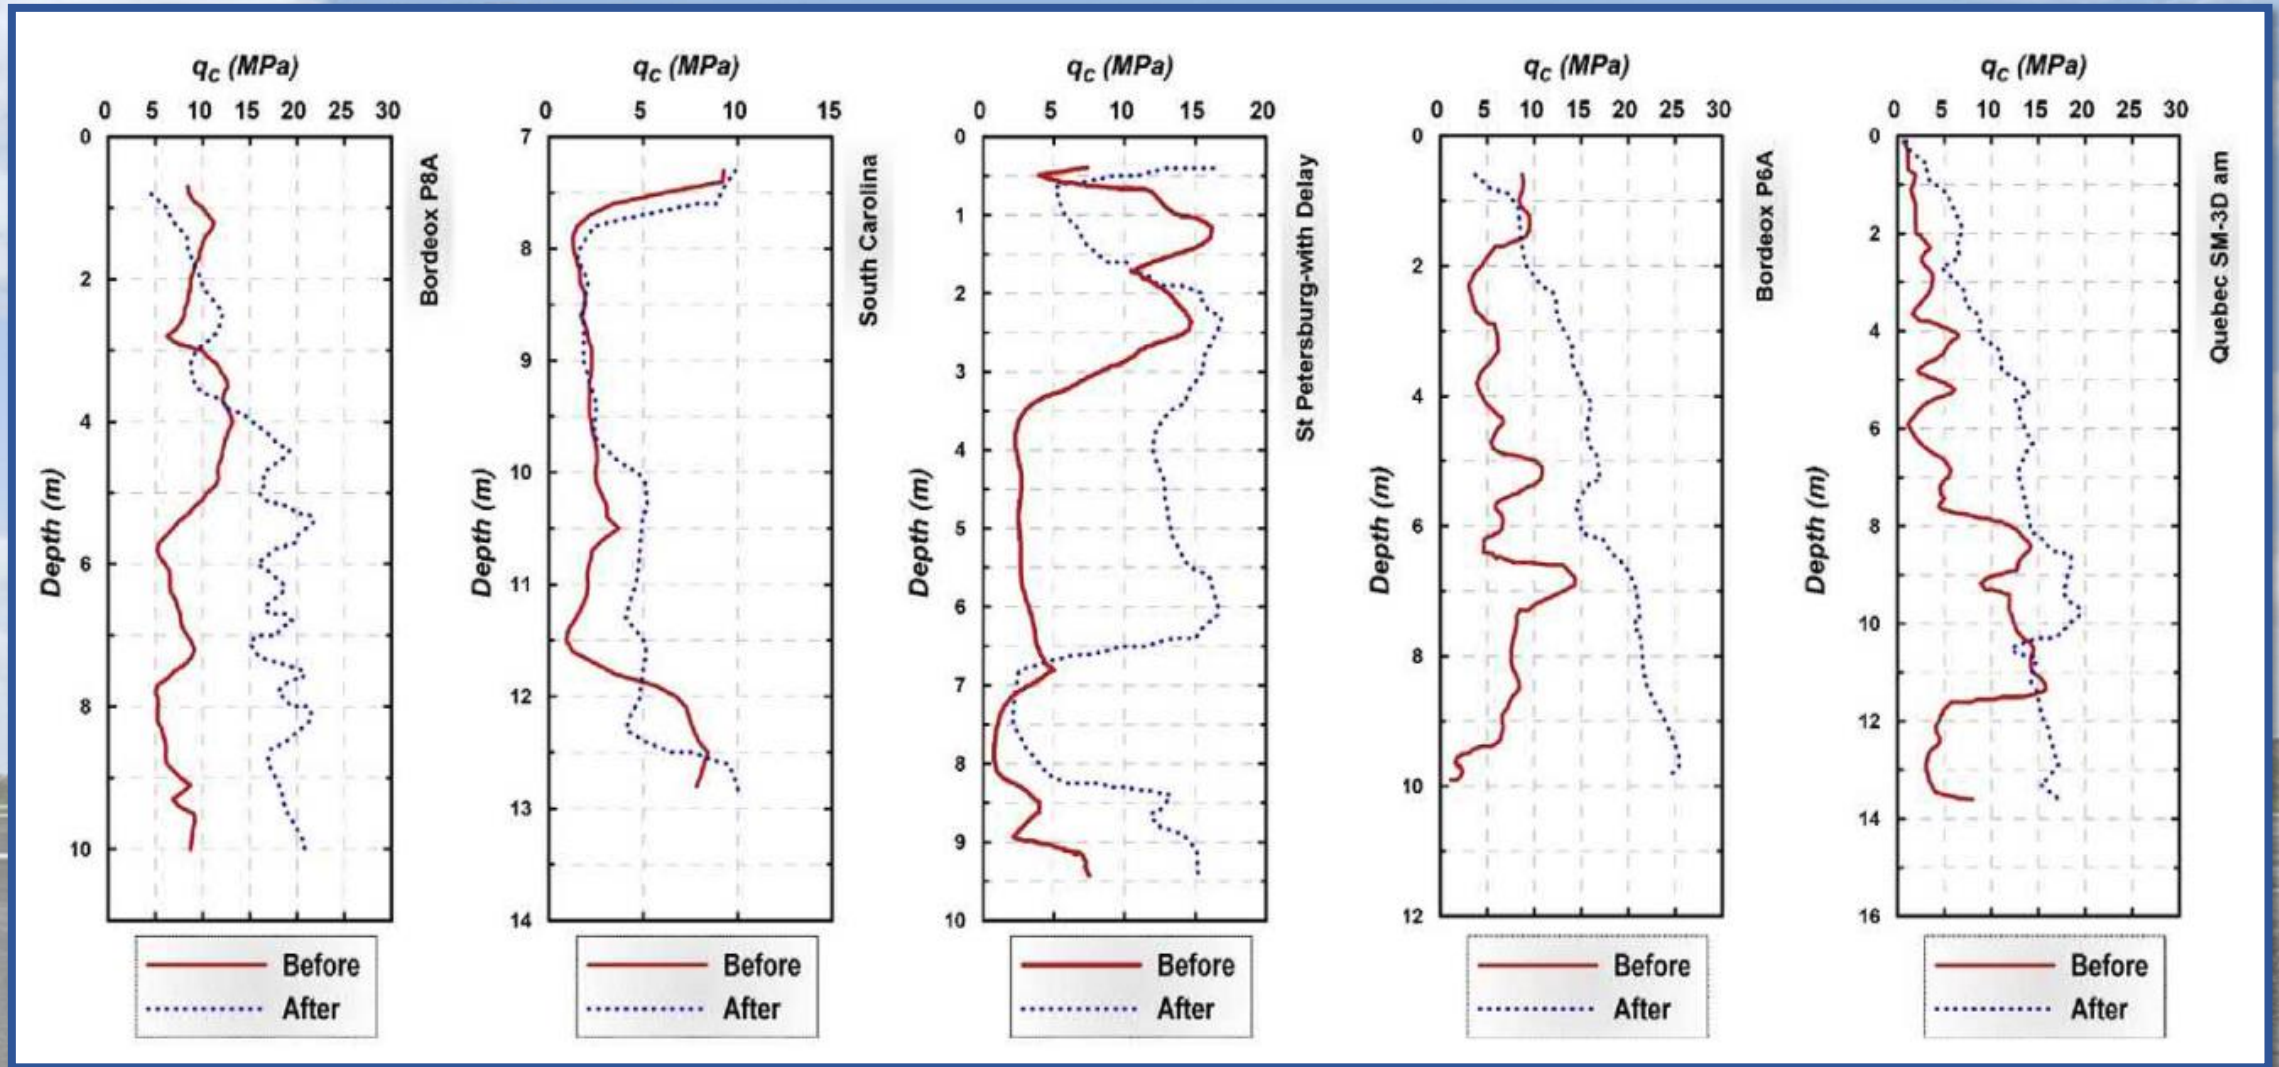 qc (MPa)
0 5 10 15 20 25 30
0
2
4
6
8
10
Depth (m)
Bordeox P8A
Before
After
qc (MPa)
0 5 10 15
7
8
9
10
11
12
13
14
Depth (m)
South Carolina
Before
After
qc (MPa)
0 5 10 15 20
0
1
2
3
4
5
6
7
8
9
10
Depth (m)
St Petersburg-with Delay
Before
After
qc (MPa)
0 5 10 15 20 25 30
0
2
4
6
8
10
12
Depth (m)
Bordeox P6A
Before
After
qc (MPa)
0 5 10 15 20 25 30
0
2
4
6
8
10
12
14
16
Depth (m)
Quebec SM-3D am
Before
After